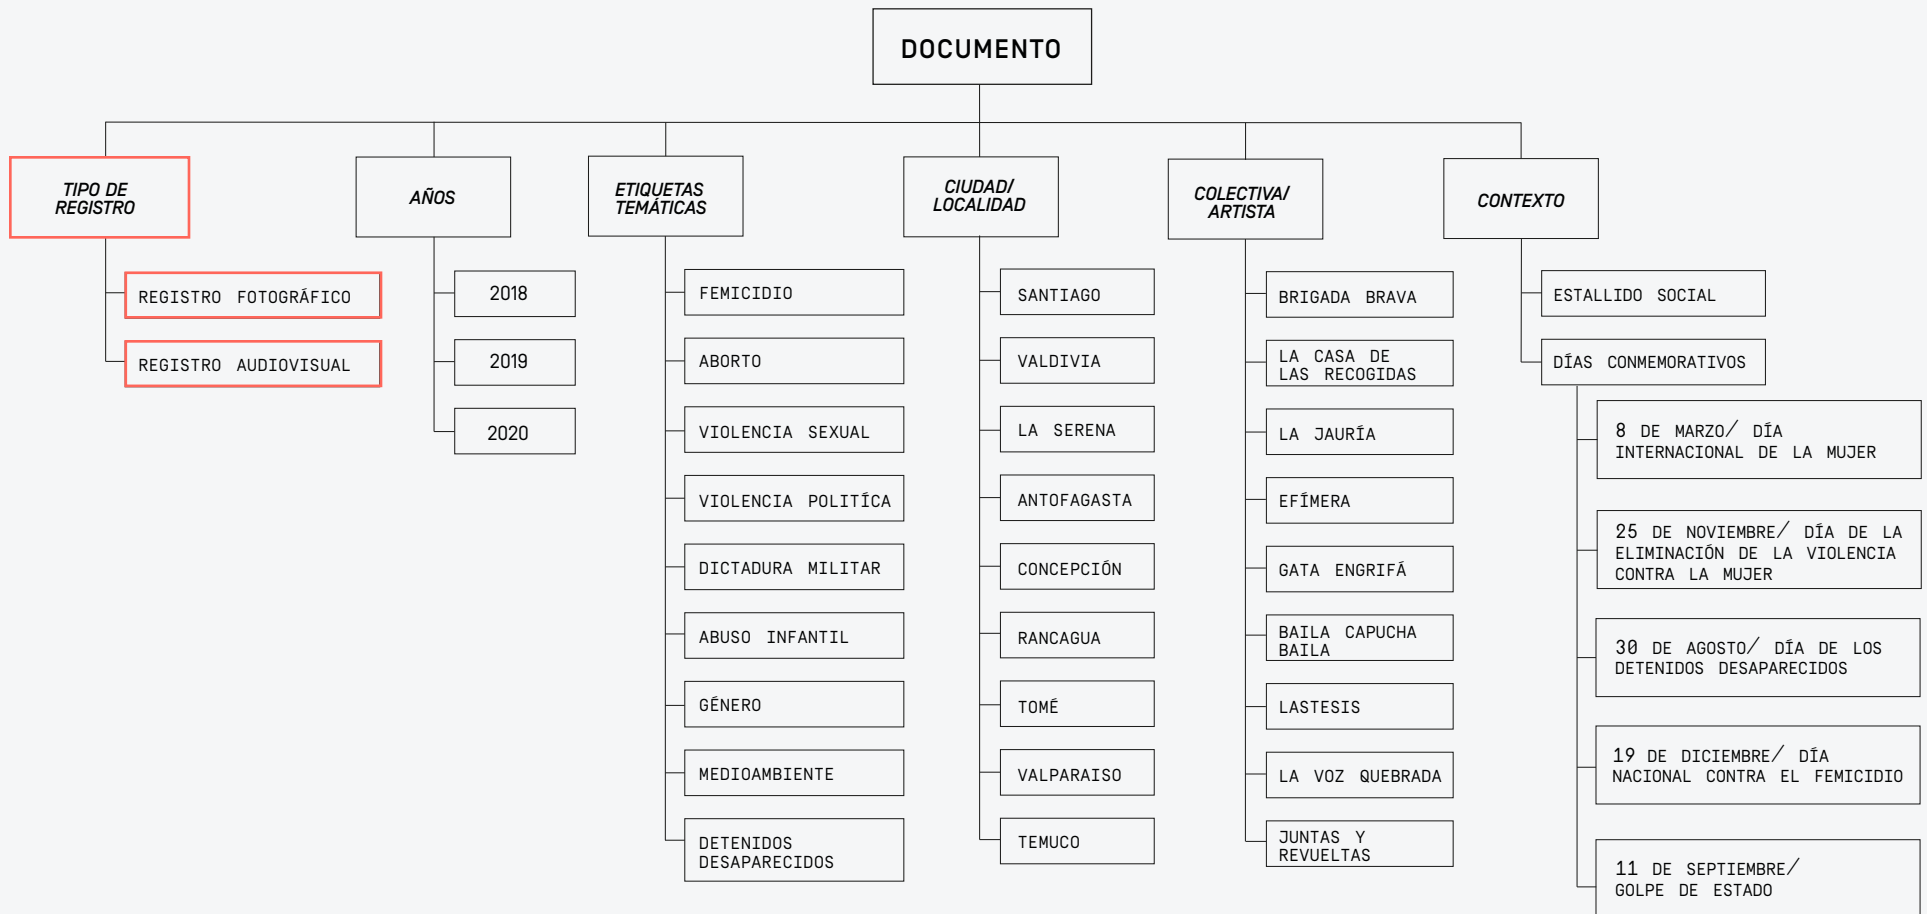 DOCUMENTO
TIPO DE
REGISTRO
REGISTRO FOTOGRÁFICO
REGISTRO AUDIOVISUAL
AÑOS
2018
2019
2020
ETIQUETAS
TEMÁTICAS
FEMICIDIO
ABORTO
VIOLENCIA SEXUAL
VIOLENCIA POLITÍCA
DICTADURA MILITAR
ABUSO INFANTIL
GÉNERO
MEDIOAMBIENTE
DETENIDOS
DESAPARECIDOS
CIUDAD/
LOCALIDAD
SANTIAGO
VALDIVIA
LA SERENA
ANTOFAGASTA
CONCEPCIÓN
RANCAGUA
TOMÉ
VALPARAISO
TEMUCO
COLECTIVA/
ARTISTA
BRIGADA BRAVA
LA CASA DE
LAS RECOGIDAS
LA JAURÍA
EFÍMERA
GATA ENGRIFÁ
BAILA CAPUCHA
BAILA
LASTESIS
LA VOZ QUEBRADA
JUNTAS Y
REVUELTAS
CONTEXTO
ESTALLIDO SOCIAL
DÍAS CONMEMORATIVOS
8 DE MARZO/ DÍA
INTERNACIONAL DE LA MUJER
25 DE NOVIEMBRE/ DÍA DE LA
ELIMINACIÓN DE LA VIOLENCIA
CONTRA LA MUJER
30 DE AGOSTO/ DÍA DE LOS
DETENIDOS DESAPARECIDOS
19 DE DICIEMBRE/ DÍA
NACIONAL CONTRA EL FEMICIDIO
11 DE SEPTIEMBRE/
GOLPE DE ESTADO